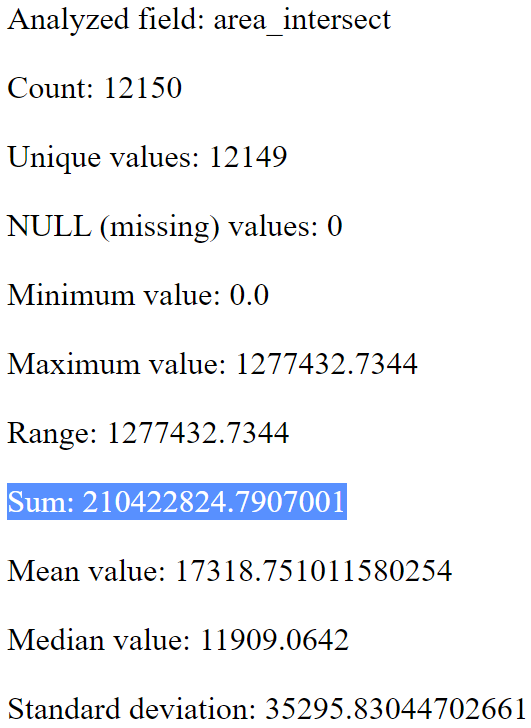 Analyzed field: area_intersect
Count: 12150
Unique values: 12149
NULL (missing) values: 0
Minimum value: 0.0
Maximum value: 1277432.7344
Range: 1277432.7344
Sum: 210422824.7907001
Mean value: 17318.751011580254
Median value: 11909.0642
Standard deviation: 35295.83044702661